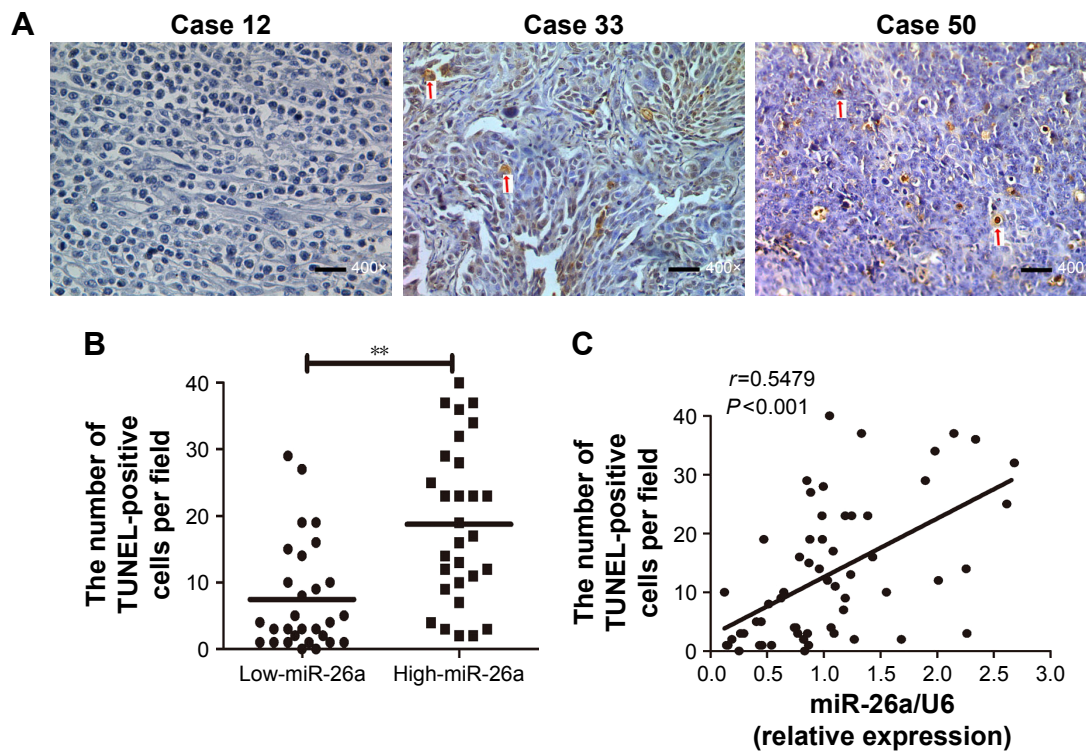 A
Case 12
Case 33
Case 50
400×
400×
400×
B
**
The number of
TUNEL-positive
cells per field
40
30
20
10
0
Low-miR-26a
High-miR-26a
C
r=0.5479
P<0.001
The number of
TUNEL-positive
cells per field
40
30
20
10
0
0.0 0.5 1.0 1.5 2.0 2.5 3.0
miR-26a/U6
(relative expression)